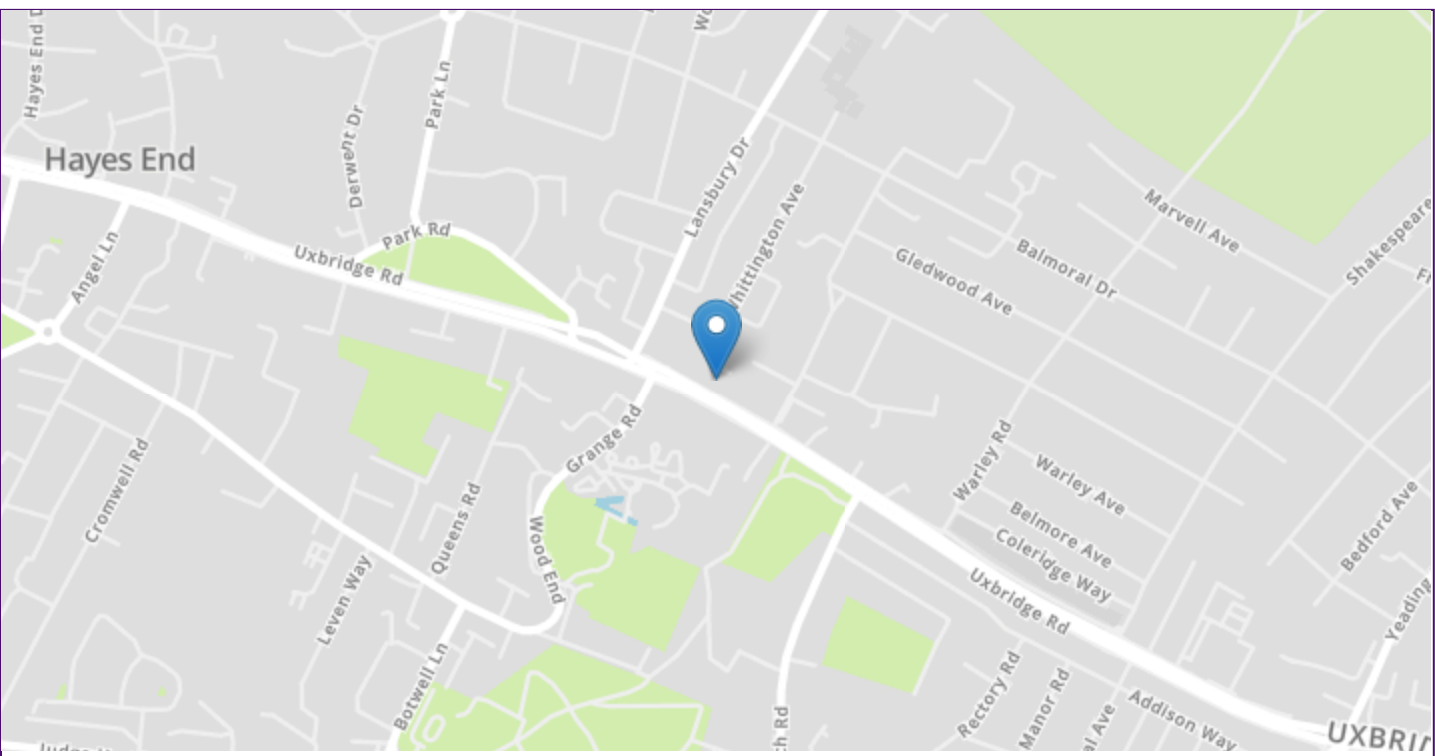 Hayes End D
Park Ln
Derwent Dr
Hayes End
Lansbury Dr
Whittington Ave
Marvell Ave
Shakespeare
Park Rd
Uxbridge Rd
Angel Ln
Gledwood Ave
Balmoral Dr
Grange Rd
Cromwell Rd
Queens Rd
Warley Rd
Warley Ave
Belmore Ave
Coleridge Way
Bedford Ave
Wood End
Leven Way
Uxbridge Rd
Yeading
Botwell Ln
Rectory Rd
Manor Rd
Addison Way
UXBRI